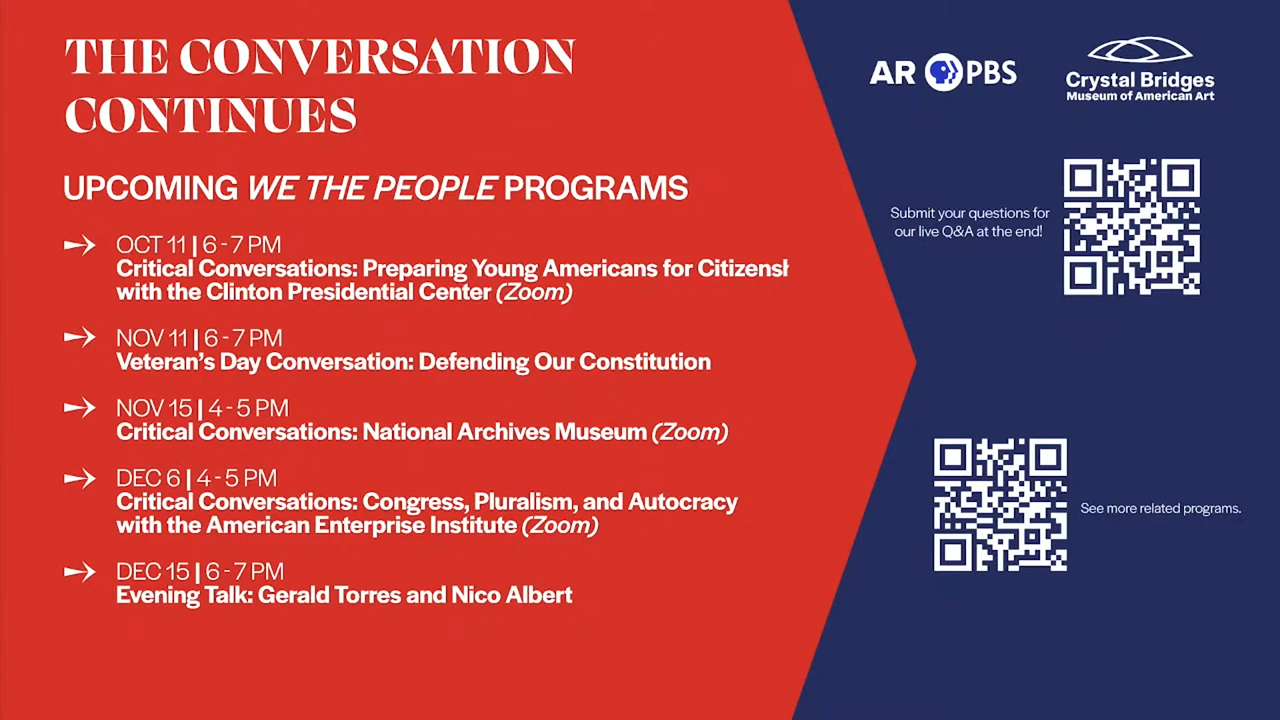 THE CONVERSATION
CONTINUES
UPCOMING WE THE PEOPLE PROGRAMS
OCT 11 | 6 - 7 PM
Critical Conversations: Preparing Young Americans for
with the Clinton Presidential Center (Zoom)
NOV 11 | 6 - 7 PM
Veteran's Day Conversation: Defending Our Constitution
NOV 15 | 4 - 5 PM
Critical Conversations: National Archives Museum (Zoom)
DEC 6 | 4 - 5 PM
Critical Conversations: Congress, Pluralism, and Autocracy
with the American Enterprise Institute (Zoom)
DEC 15 | 6 - 7 PM
Evening Talk: Gerald Torres and Nico Albert
AR PBS
Crystal Bridges
Museum of American Art
Submit your questions for
our live Q&A at the end!
See more related programs.